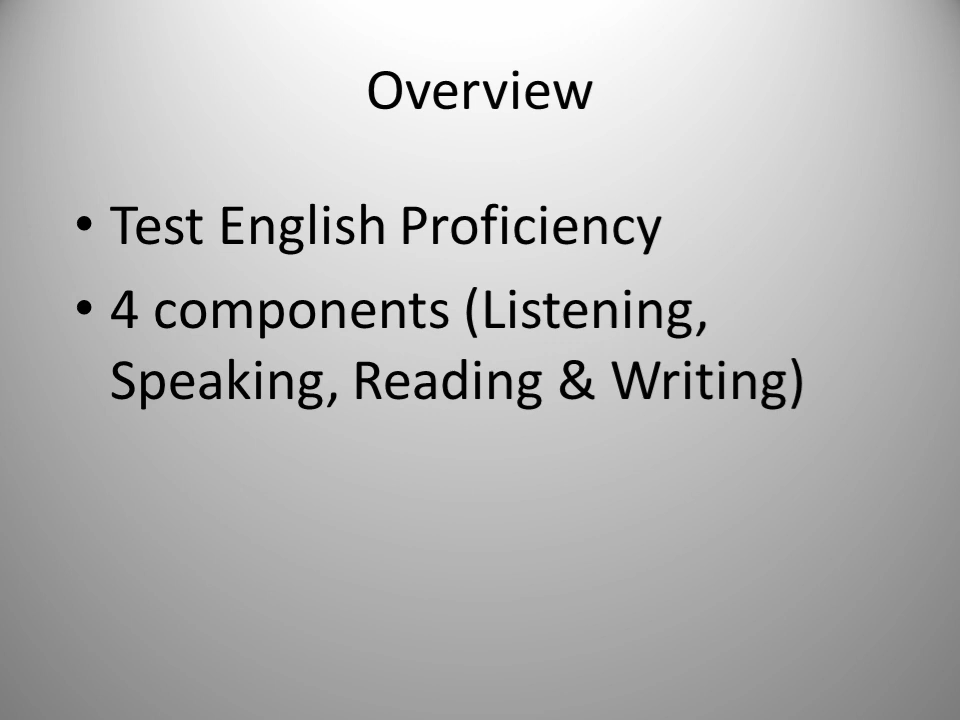 Overview
• Test English Proficiency
• 4 components (Listening,
Speaking, Reading & Writing)